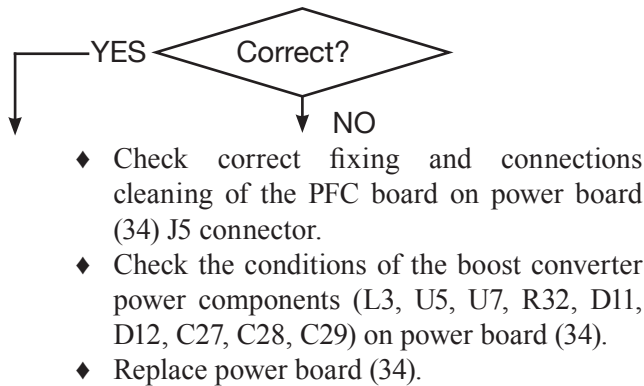 YES
Correct?
NO
♦ Check correct fixing and connections
cleaning of the PFC board on power board
(34) J5 connector.
♦ Check the conditions of the boost converter
power components (L3, U5, U7, R32, D11,
D12, C27, C28, C29) on power board (34).
♦ Replace power board (34).